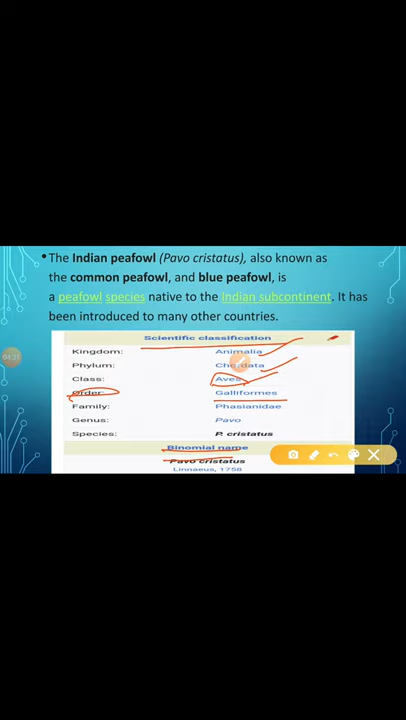 •The Indian peafowl (Pavo cristatus), also known as
the common peafowl, and blue peafowl, is
a peafowl species native to the Indian subcontinent. It has
been introduced to many other countries.
Scientific classification
Kingdom: Animalia
Phylum: Chordata
Class: Aves
Order: Galliformes
Family: Phasianidae
Genus: Pavo
Species: P. cristatus
Binomial name
Pavo cristatus
Linnaeus, 1758
04:31